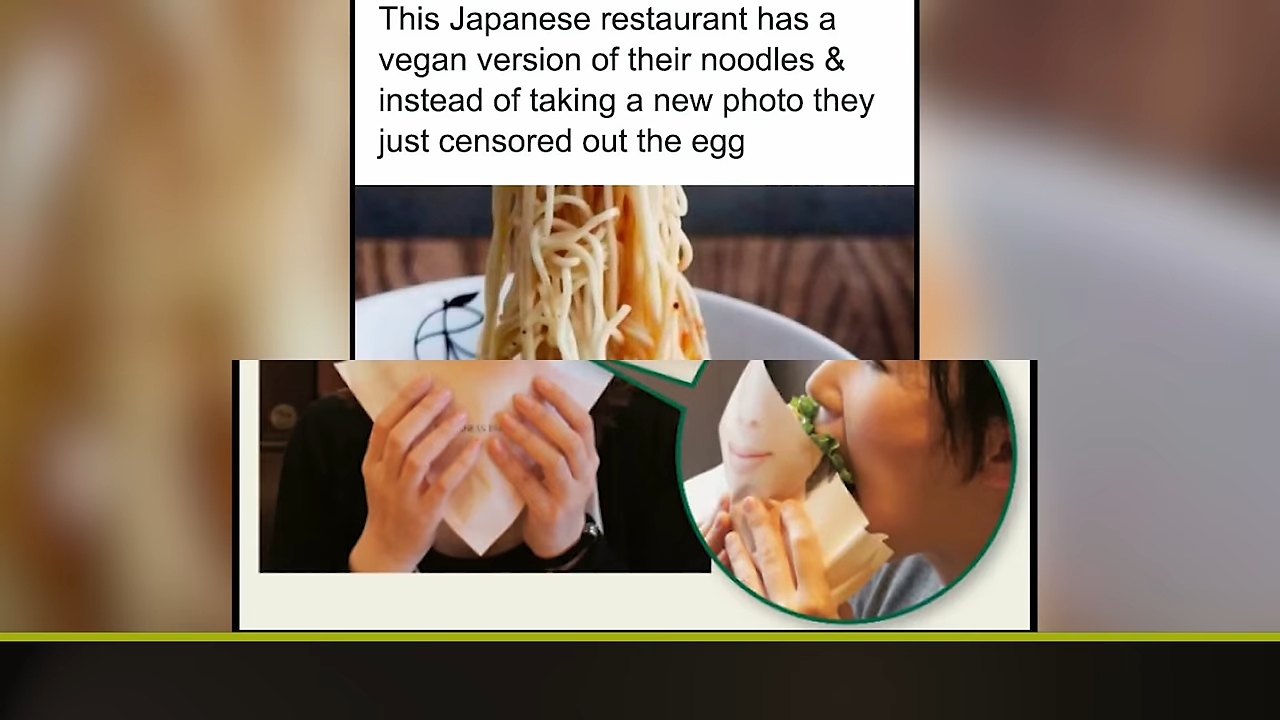 This Japanese restaurant has a
vegan version of their noodles &
instead of taking a new photo they
just censored out the egg